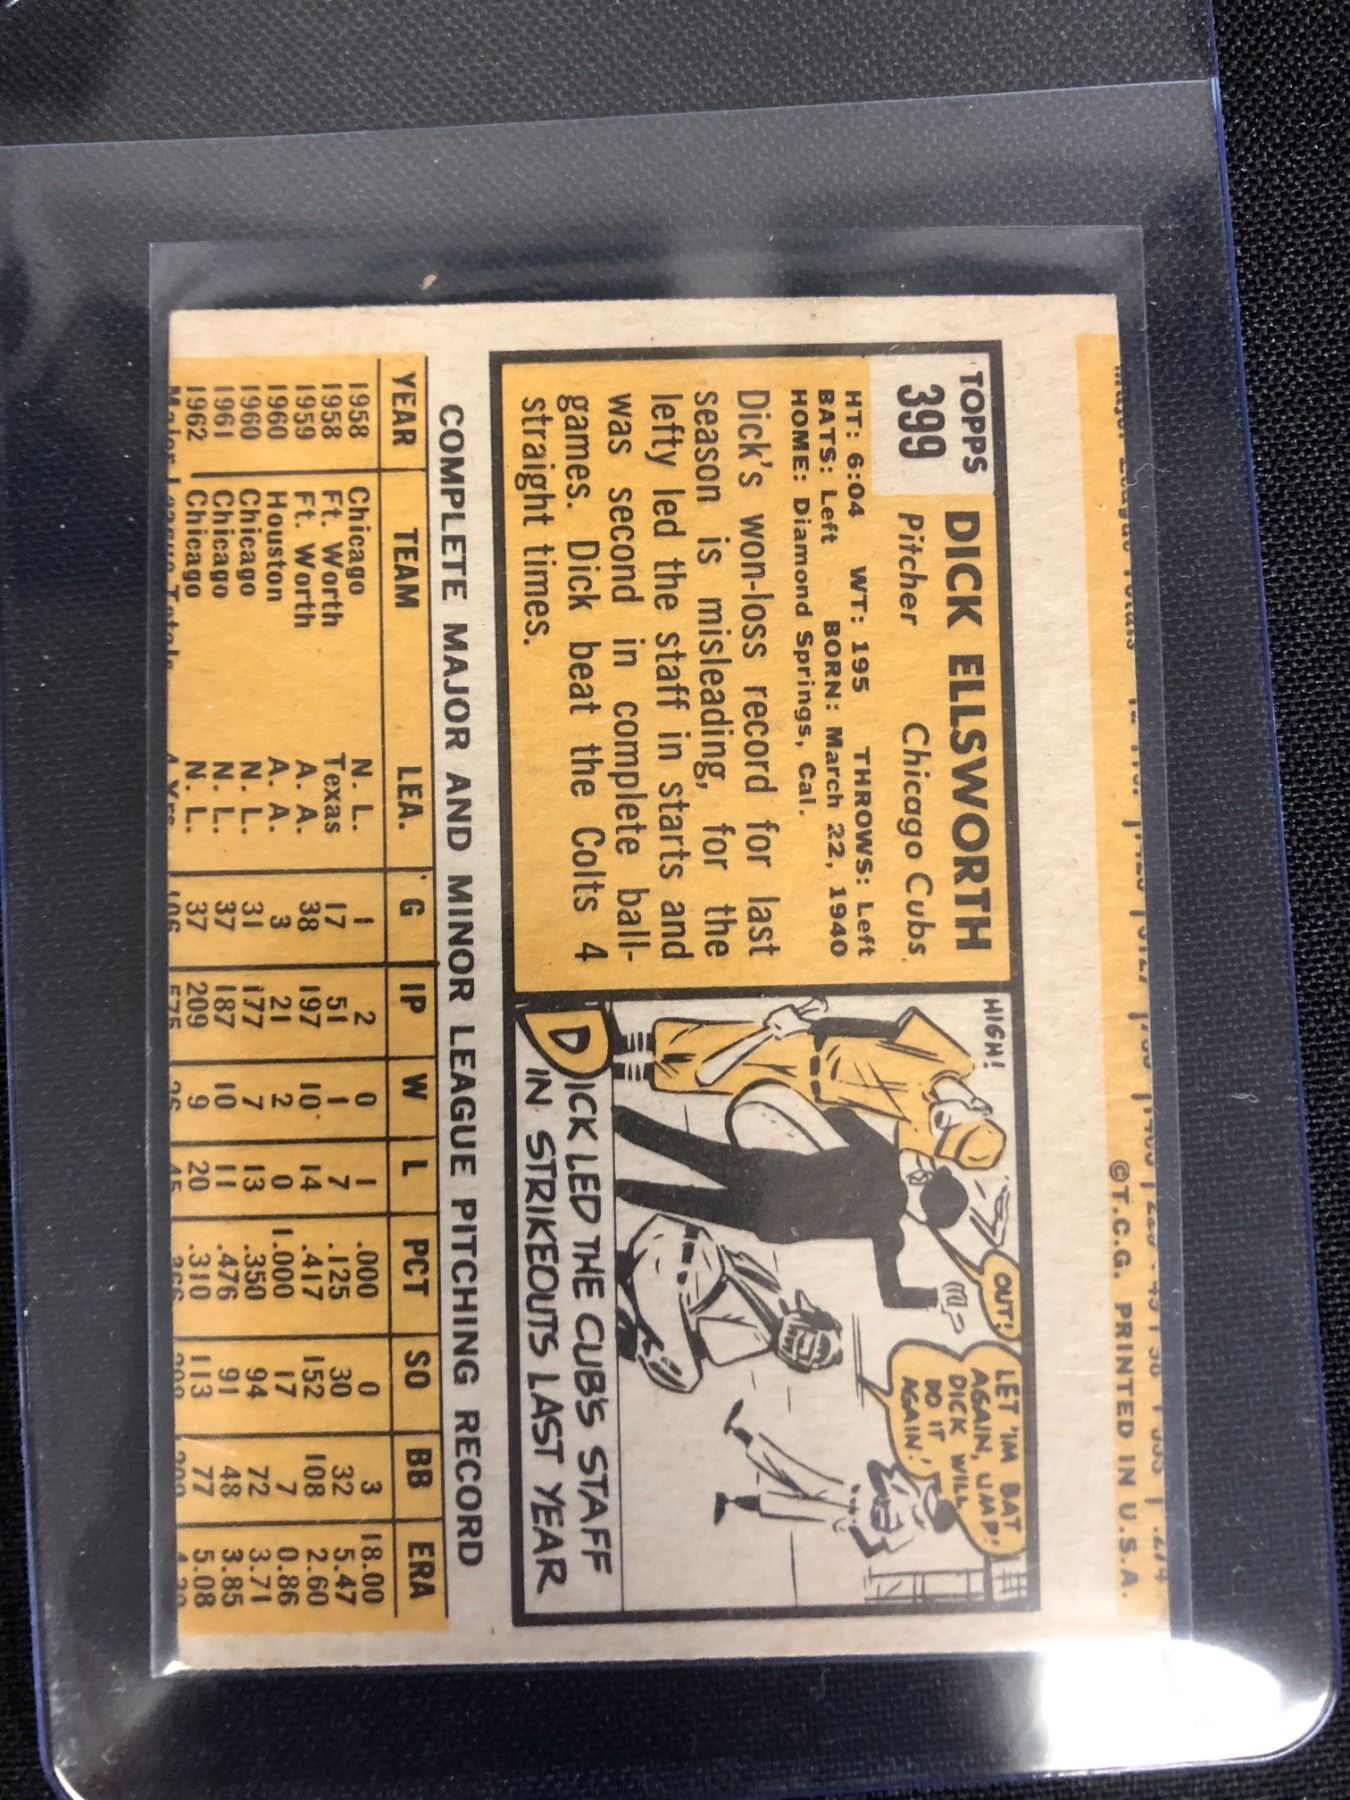 ©T.C.G. PRINTED IN U.S.A.
TOPPS
399
DICK ELLSWORTH
Pitcher Chicago Cubs
HT: 6:04 WT: 195 THROWS: Left
BATS: Left BORN: March 22, 1940
HOME: Diamond Springs, Cal.
Dick's won-loss record for last
season is misleading, for the
lefty led the staff in starts and
was second in complete ball-
games. Dick beat the Colts 4
straight times.
HIGH!
OUT!
LET 'IM BAT
AGAIN, UMP!
DICK WILL
DO IT
AGAIN!
DICK LED THE CUB'S STAFF
IN STRIKEOUTS LAST YEAR
COMPLETE MAJOR AND MINOR LEAGUE PITCHING RECORD
YEAR TEAM LEA. G IP W L PCT SO BB ERA
1958 Chicago N. L. 1 2 0 1 .000 0 3 18.00
1958 Ft. Worth Texas 17 51 1 7 .125 30 32 5.47
1959 Ft. Worth A. A. 38 197 10 14 .417 152 108 2.60
1960 Houston A. A. 3 21 2 0 1.000 17 7 0.86
1960 Chicago N. L. 31 177 7 13 .350 94 72 3.71
1961 Chicago N. L. 37 187 10 11 .476 91 48 3.85
1962 Chicago N. L. 37 209 9 20 .310 113 77 5.08
Major League Totals 4 Yrs. 106 575 26 45